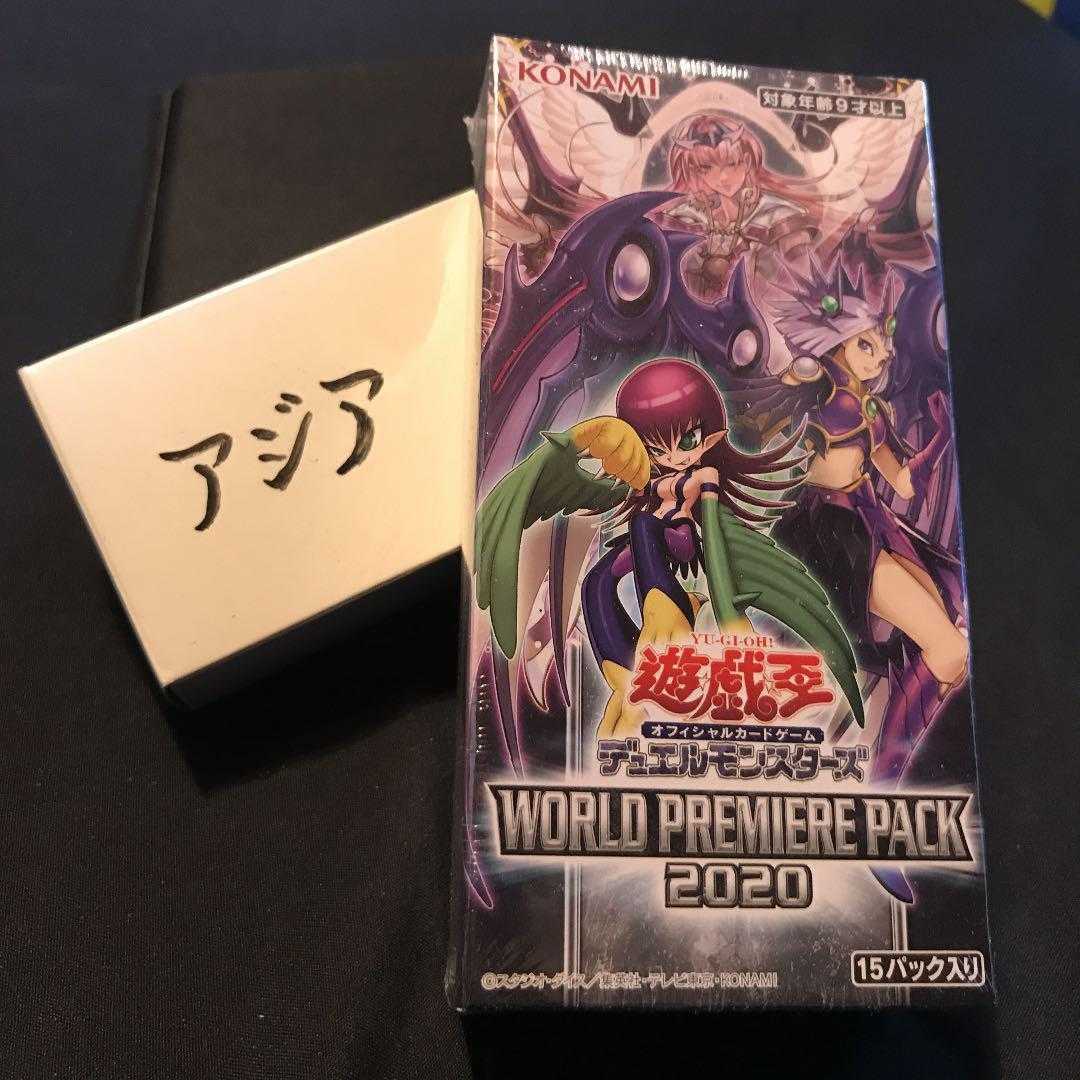 KONAMI
対象年齢9才以上
アジア
YU-GI-OH!
遊戯王
オフィシャルカードゲーム
デュエルモンスターズ
WORLD PREMIERE PACK
2020
15パック入り
©スタジオ・ダイス/集英社・テレビ東京・KONAMI